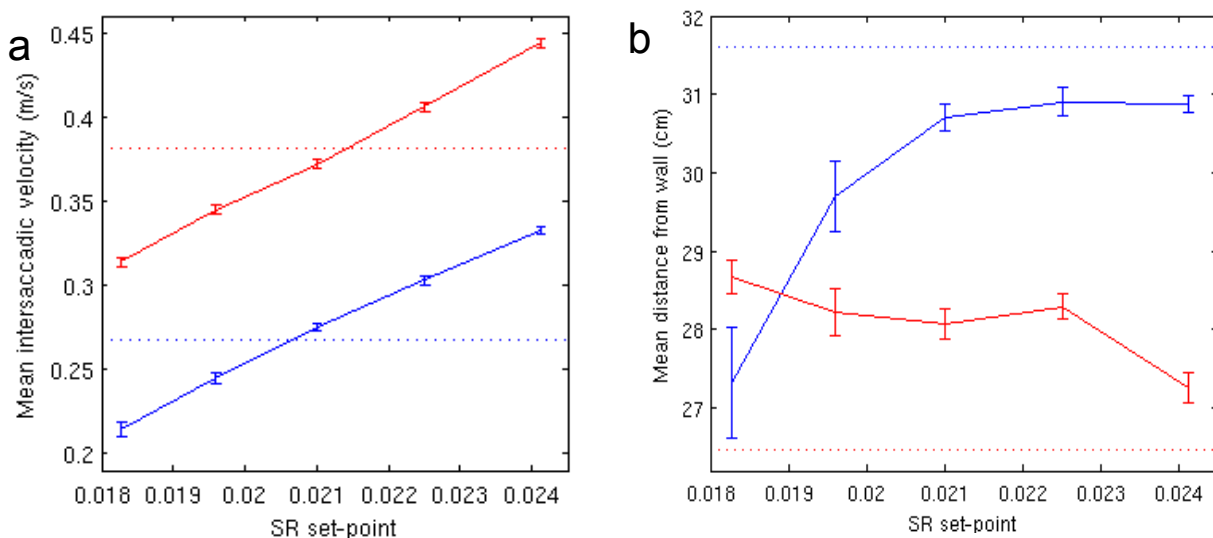 a
Mean intersaccadic velocity (m/s)
0.45
0.4
0.35
0.3
0.25
0.2
0.018 0.019 0.02 0.021 0.022 0.023 0.024
SR set-point
b
Mean distance from wall (cm)
32
31
30
29
28
27
0.018 0.019 0.02 0.021 0.022 0.023 0.024
SR set-point